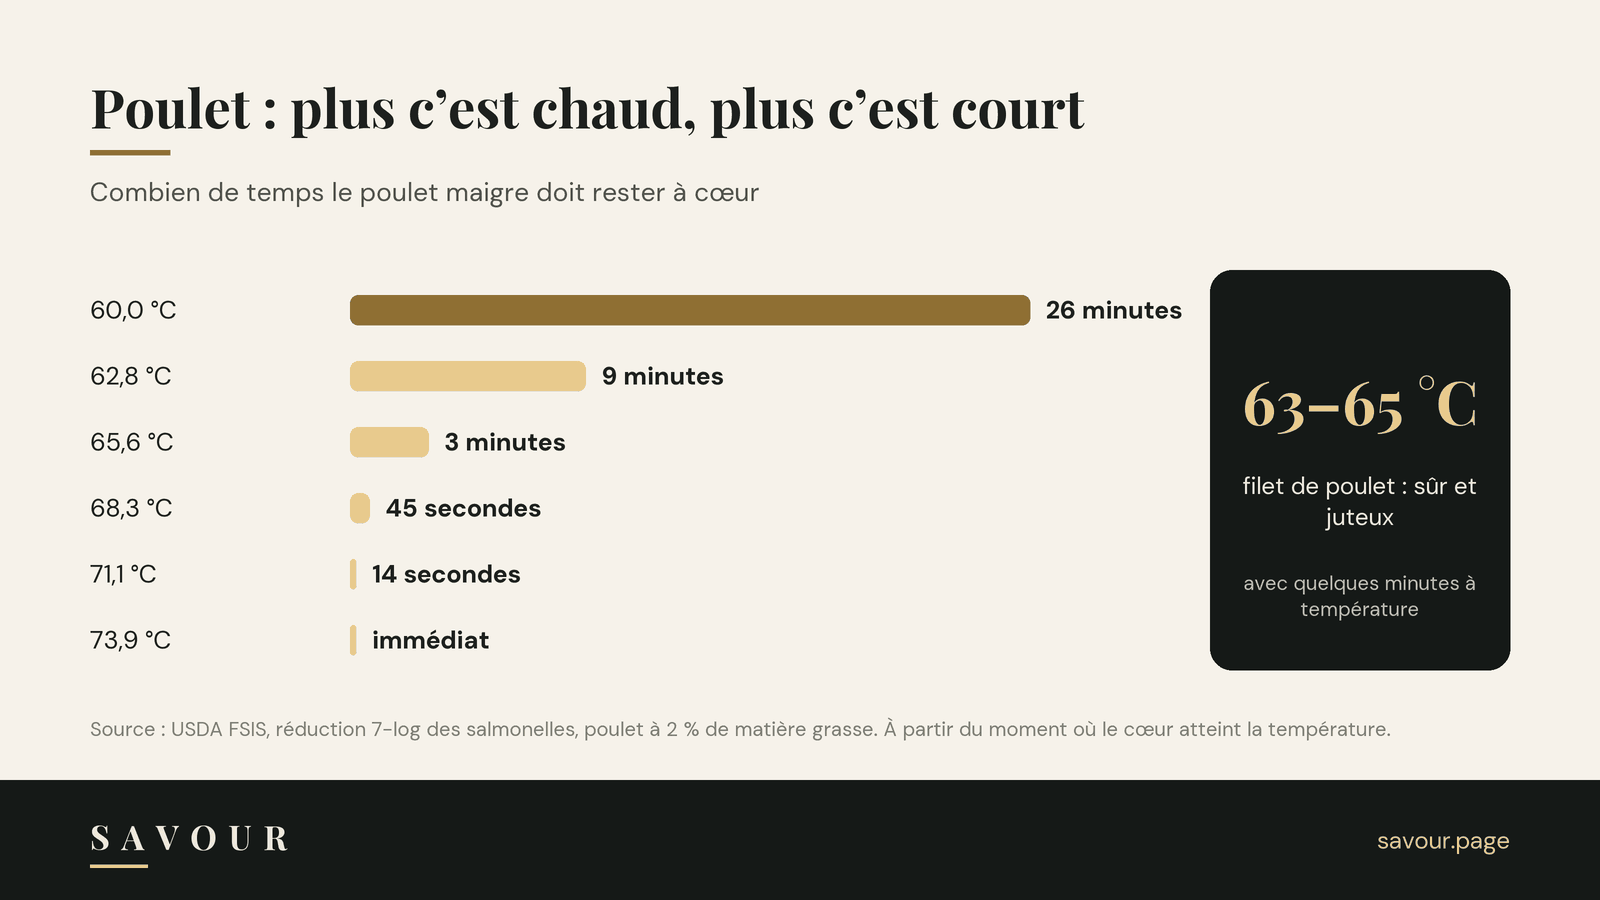 Poulet : plus c’est chaud, plus c’est court
Combien de temps le poulet maigre doit rester à cœur
60,0 °C
26 minutes
62,8 °C
9 minutes
65,6 °C
3 minutes
68,3 °C
45 secondes
71,1 °C
14 secondes
73,9 °C
immédiat
63–65 °C
filet de poulet : sûr et
juteux
avec quelques minutes à
température
Source : USDA FSIS, réduction 7-log des salmonelles, poulet à 2 % de matière grasse. À partir du moment où le cœur atteint la température.
SAVOUR
savour.page